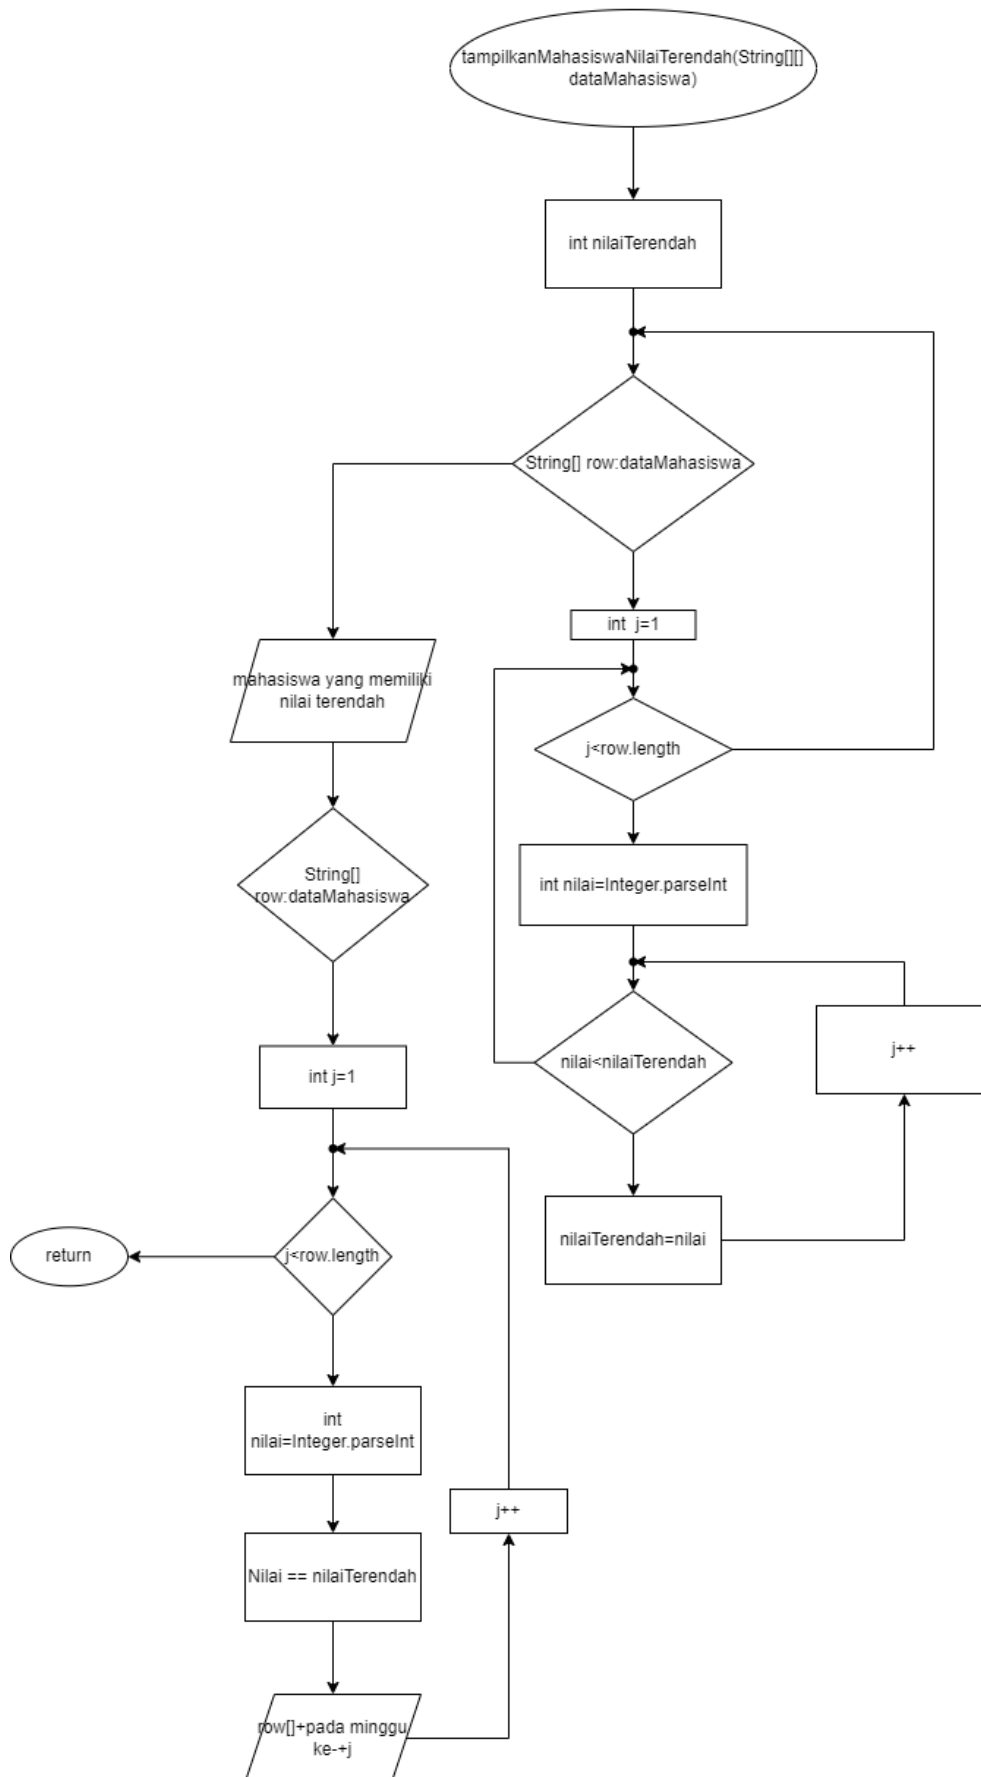 tampilkanMahasiswaNilaiTerendah(String[][]
dataMahasiswa)
int nilaiTerendah
String[] row:dataMahasiswa
int j=1
j<row.length
int nilai=Integer.parseInt
nilai<nilaiTerendah
j++
nilaiTerendah=nilai
mahasiswa yang memiliki
nilai terendah
String[]
row:dataMahasiswa
int j=1
j<row.length
return
int
nilai=Integer.parseInt
j++
Nilai == nilaiTerendah
row[]+pada minggu
ke-+j